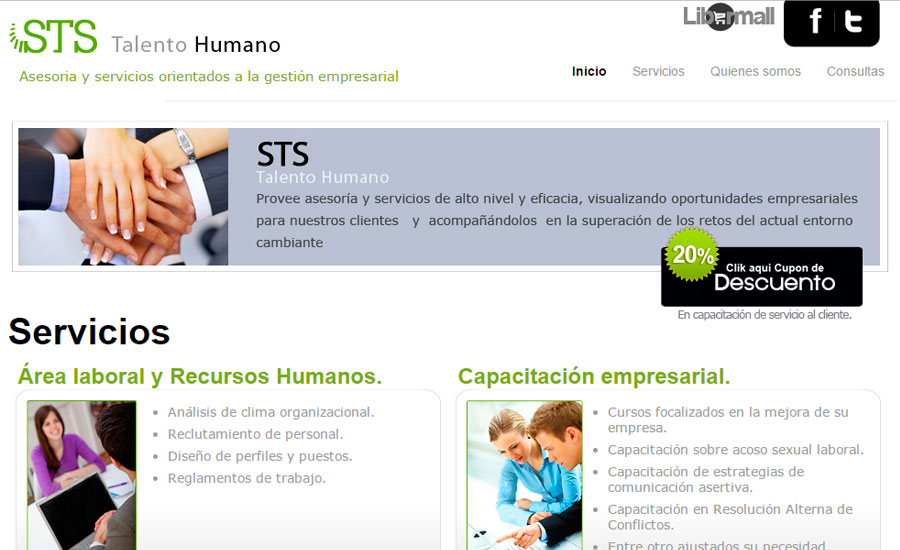 STS Talento Humano
Libermall
f t
Asesoria y servicios orientados a la gestión empresarial
Inicio Servicios Quienes somos Consultas
STS
Talento Humano
Provee asesoría y servicios de alto nivel y eficacia, visualizando oportunidades empresariales
para nuestros clientes y acompañándolos en la superación de los retos del actual entorno
cambiante
20%
Clik aqui Cupon de
Descuento
En capacitación de servicio al cliente.
Servicios
Área laboral y Recursos Humanos.
Análisis de clima organizacional.
Reclutamiento de personal.
Diseño de perfiles y puestos.
Reglamentos de trabajo.
Capacitación empresarial.
Cursos focalizados en la mejora de su
empresa.
Capacitación sobre acoso sexual laboral.
Capacitación de estrategias de
comunicación asertiva.
Capacitación en Resolución Alterna de
Conflictos.
Entre otro ajustados su necesidad